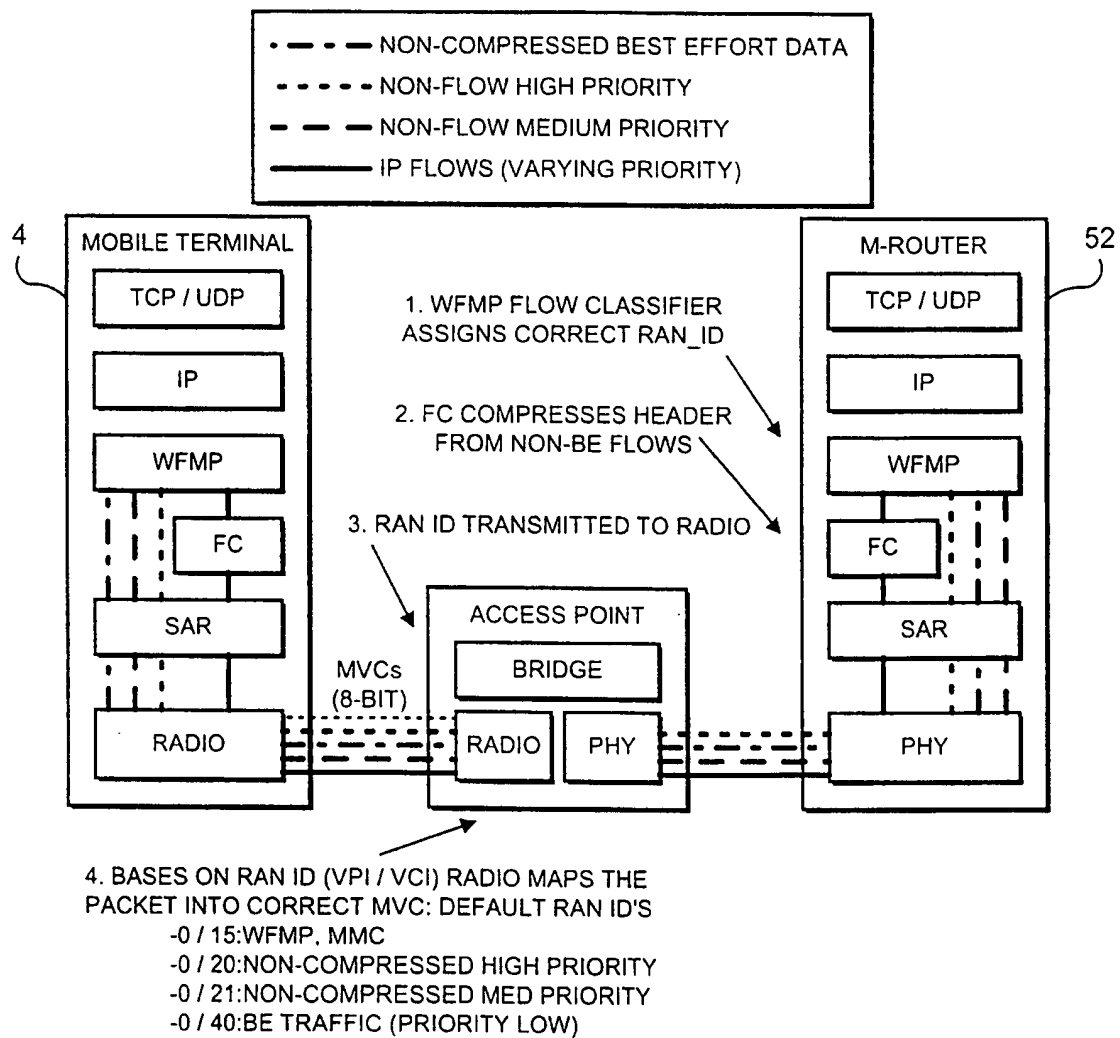 NON-COMPRESSED BEST EFFORT DATA
NON-FLOW HIGH PRIORITY
NON-FLOW MEDIUM PRIORITY
IP FLOWS (VARYING PRIORITY)
4
MOBILE TERMINAL
TCP / UDP
IP
WFMP
FC
SAR
RADIO
1. WFMP FLOW CLASSIFIER
ASSIGNS CORRECT RAN_ID
2. FC COMPRESSES HEADER
FROM NON-BE FLOWS
3. RAN ID TRANSMITTED TO RADIO
MVCs
(8-BIT)
ACCESS POINT
BRIDGE
RADIO
PHY
52
M-ROUTER
TCP / UDP
IP
WFMP
FC
SAR
PHY
4. BASES ON RAN ID (VPI / VCI) RADIO MAPS THE
PACKET INTO CORRECT MVC: DEFAULT RAN ID'S
-0 / 15:WFMP, MMC
-0 / 20:NON-COMPRESSED HIGH PRIORITY
-0 / 21:NON-COMPRESSED MED PRIORITY
-0 / 40:BE TRAFFIC (PRIORITY LOW)